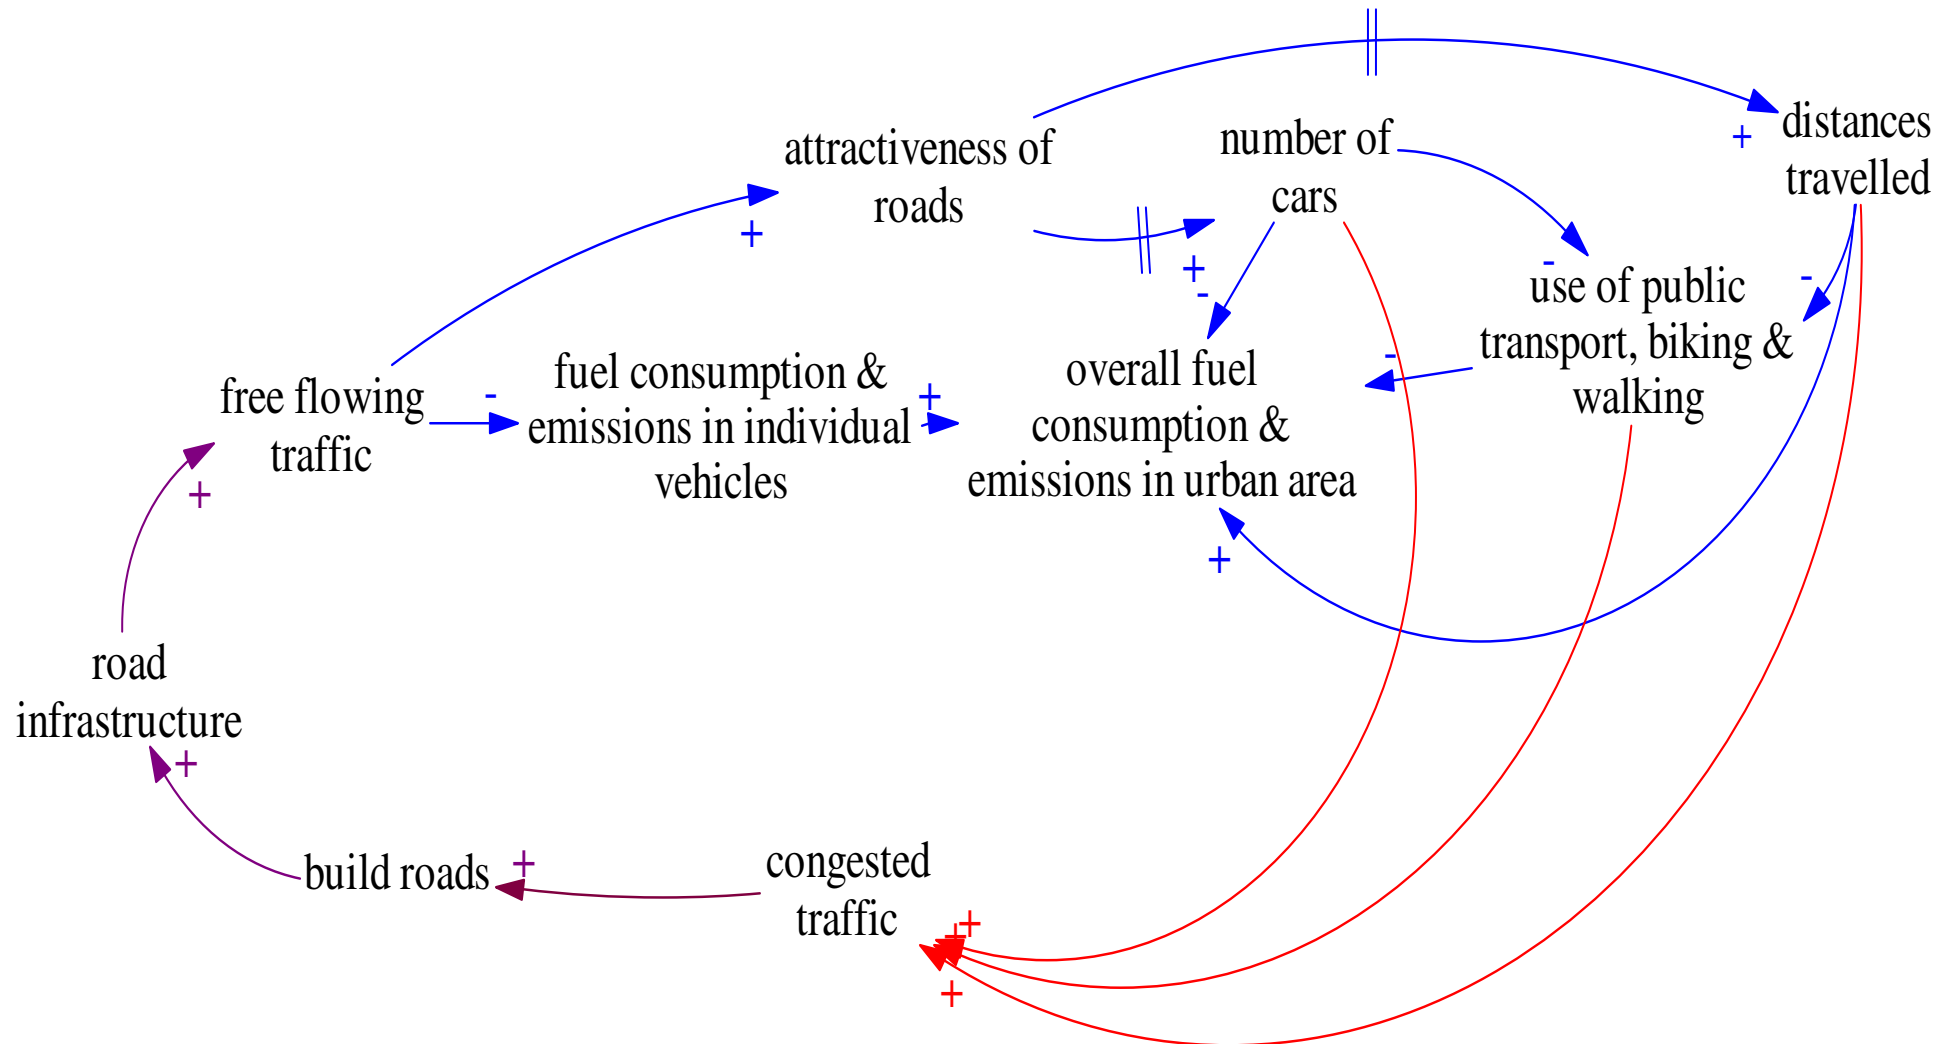 attractiveness of
roads
number of
cars
distances
travelled
+
+
+
-
-
-
use of public
transport, biking &
walking
-
free flowing
traffic
-
fuel consumption &
emissions in individual
vehicles
+
overall fuel
consumption &
emissions in urban area
+
+
road
infrastructure
+
build roads
+
congested
traffic
+
+
+